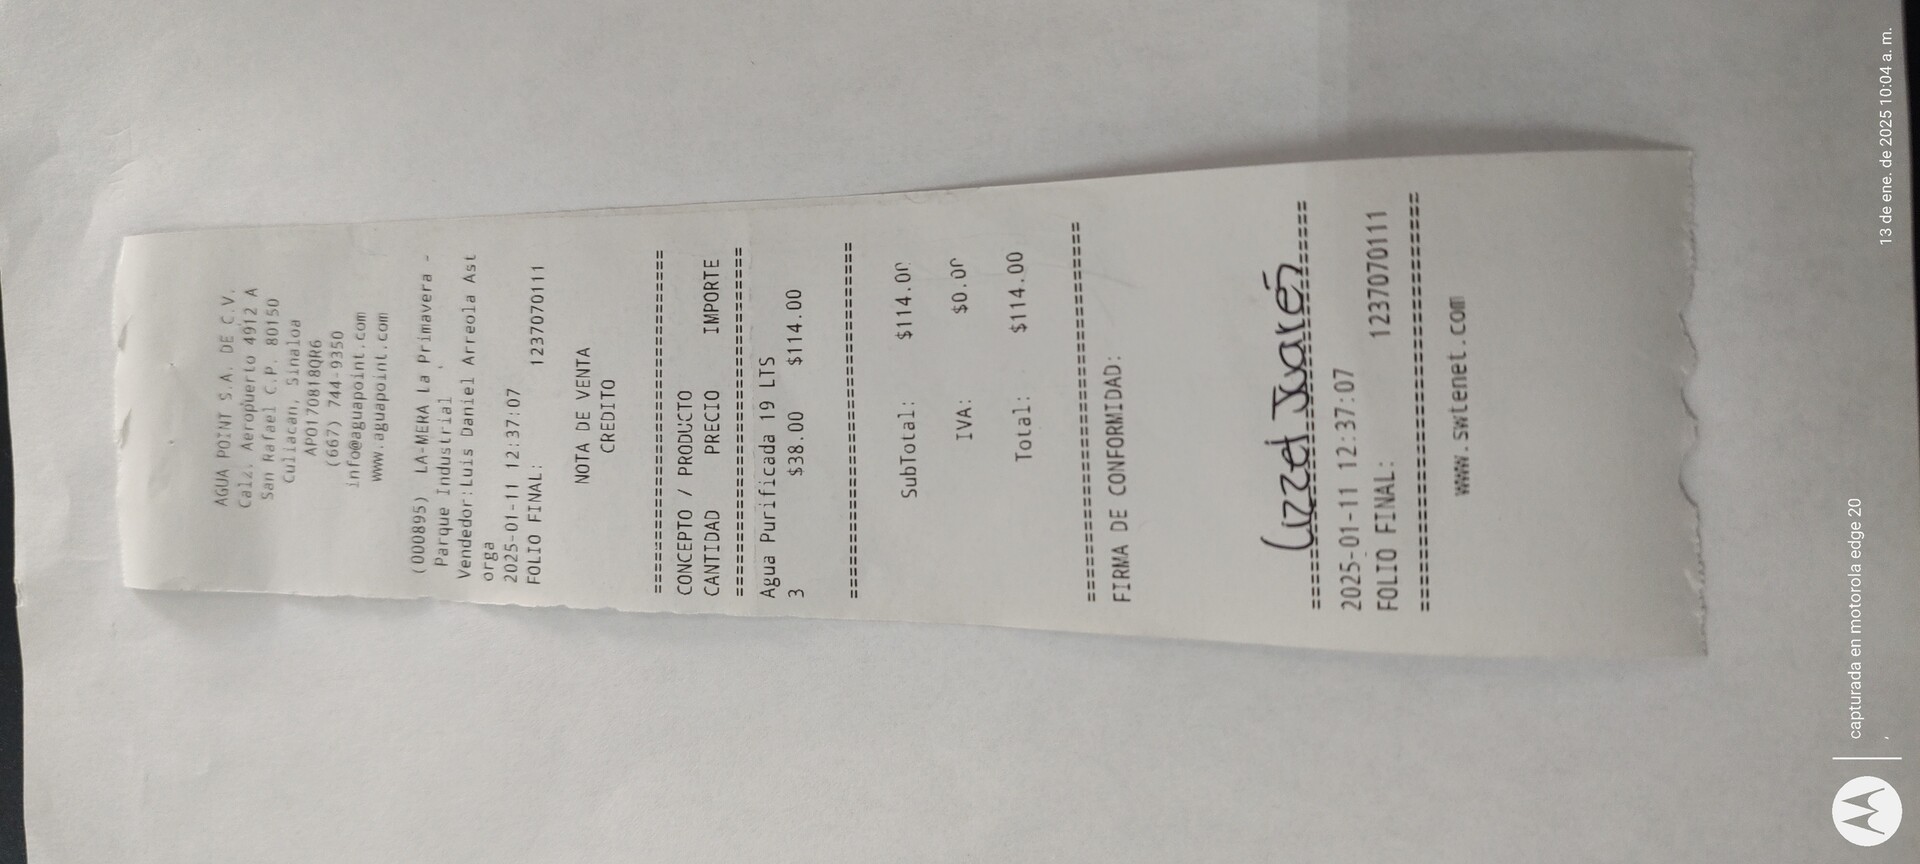 AGUA POINT S.A. DE C.V.
Calz. Aeropuerto 4912 A
San Rafael C.P. 80150
Culiacan, Sinaloa
APO170818QR6
(667) 744-9350
info@aguapoint.com
www.aguapoint.com
(000895) LA-MERA La Primavera -
Parque Industrial
Vendedor:Luis Daniel Arreola Ast
orga
2025-01-11 12:37:07
FOLIO FINAL: 1237070111
NOTA DE VENTA
CREDITO
================================
CONCEPTO / PRODUCTO
CANTIDAD PRECIO IMPORTE
================================
Agua Purificada 19 LTS
3 $38.00 $114.00
================================
SubTotal: $114.00
IVA: $0.00
Total: $114.00
================================
FIRMA DE CONFORMIDAD:
Lizzet Juaréz
================================
2025-01-11 12:37:07
FOLIO FINAL: 1237070111
================================
www.swtenet.com
capturada en motorola edge 20
13 de ene. de 2025 10:04 a. m.